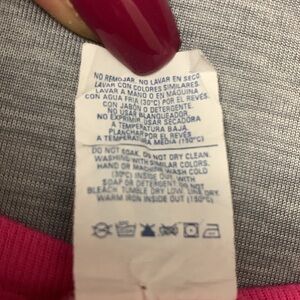 NO REMOJAR. NO LAVAR EN SECO.
LAVAR CON COLORES SIMILARES.
LAVAR A MANO O EN MAQUINA
CON AGUA FRIA (30°C) POR EL REVÉS.
CON JABÓN O DETERGENTE.
NO USAR BLANQUEADOR
NO EXPRIMIR. USAR SECADORA
A TEMPERATURA BAJA.
PLANCHAR POR EL REVÉS
A TEMPERATURA MEDIA (150°C)
DO NOT SOAK. DO NOT DRY CLEAN.
WASHING WITH SIMILAR COLORS.
HAND OR MACHINE WASH COLD
(30°C) INSIDE OUT, WITH
SOAP OR DETERGENT DO NOT
BLEACH TUMBLE DRY LOW. LINE DRY.
WARM IRON INSIDE OUT (150°C)